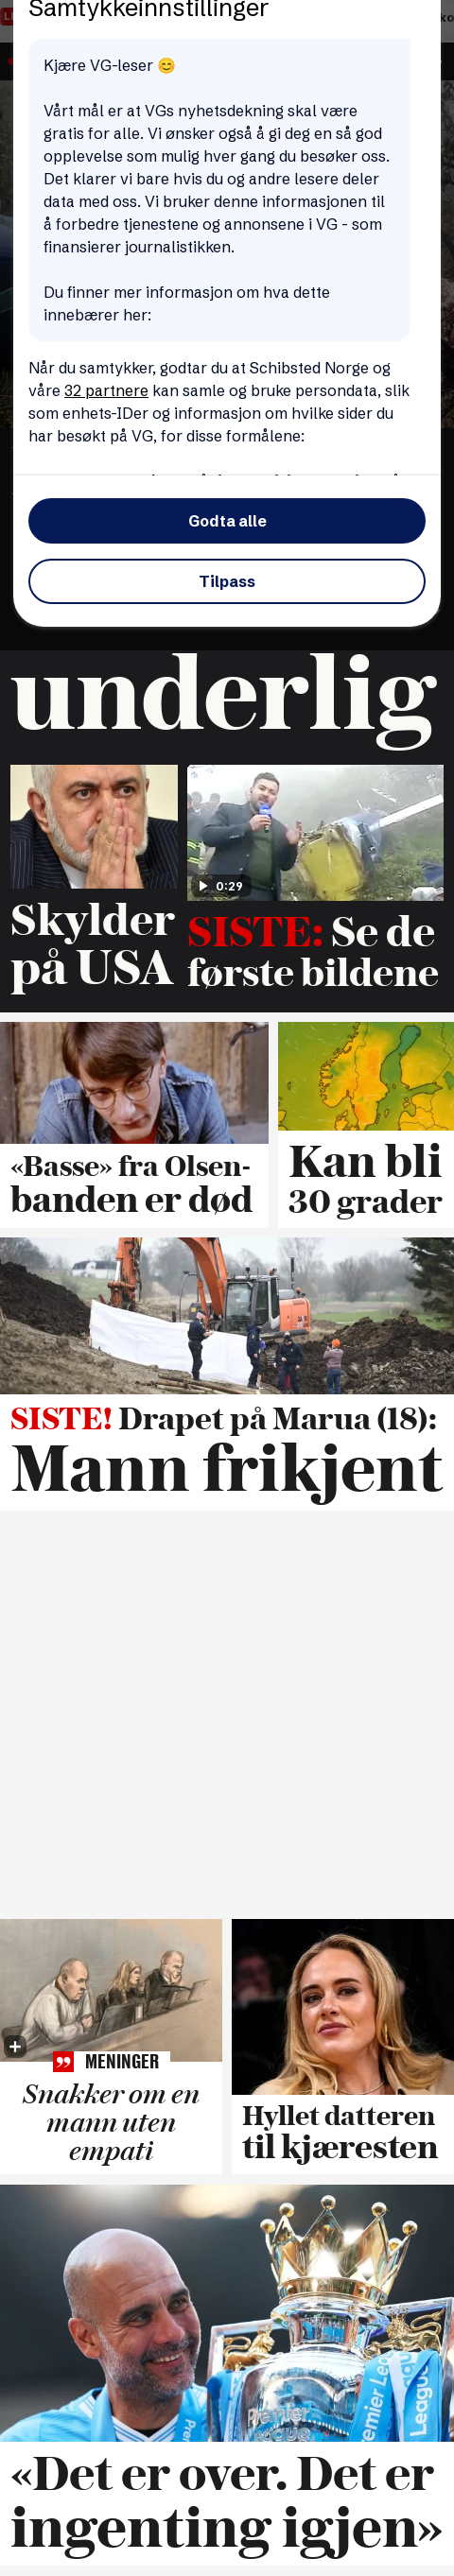 Samtykkeinnstillinger
Kjære VG-leser 😊
Vårt mål er at VGs nyhetsdekning skal være
gratis for alle. Vi ønsker også å gi deg en så god
opplevelse som mulig hver gang du besøker oss.
Det klarer vi bare hvis du og andre lesere deler
data med oss. Vi bruker denne informasjonen til
å forbedre tjenestene og annonsene i VG - som
finansierer journalistikken.
Du finner mer informasjon om hva dette
innebærer her:
Når du samtykker, godtar du at Schibsted Norge og
våre 32 partnere kan samle og bruke persondata, slik
som enhets-IDer og informasjon om hvilke sider du
har besøkt på VG, for disse formålene:
Godta alle
Tilpass
underlig
0:29
Skylder
på USA
SISTE: Se de
første bildene
«Basse» fra Olsen-
banden er død
Kan bli
30 grader
SISTE! Drapet på Marua (18):
Mann frikjent
MENINGER
Snakker om en
mann uten
empati
Hyllet datteren
til kjæresten
Premier
League
«Det er over. Det er
ingenting igjen»